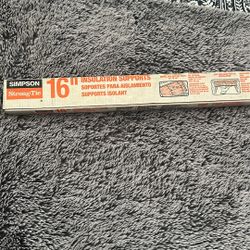 SIMPSON
Strong-Tie
16"
INSULATION SUPPORTS
SOPORTES PARA AISLAMIENTO
SUPPORTS ISOLANT